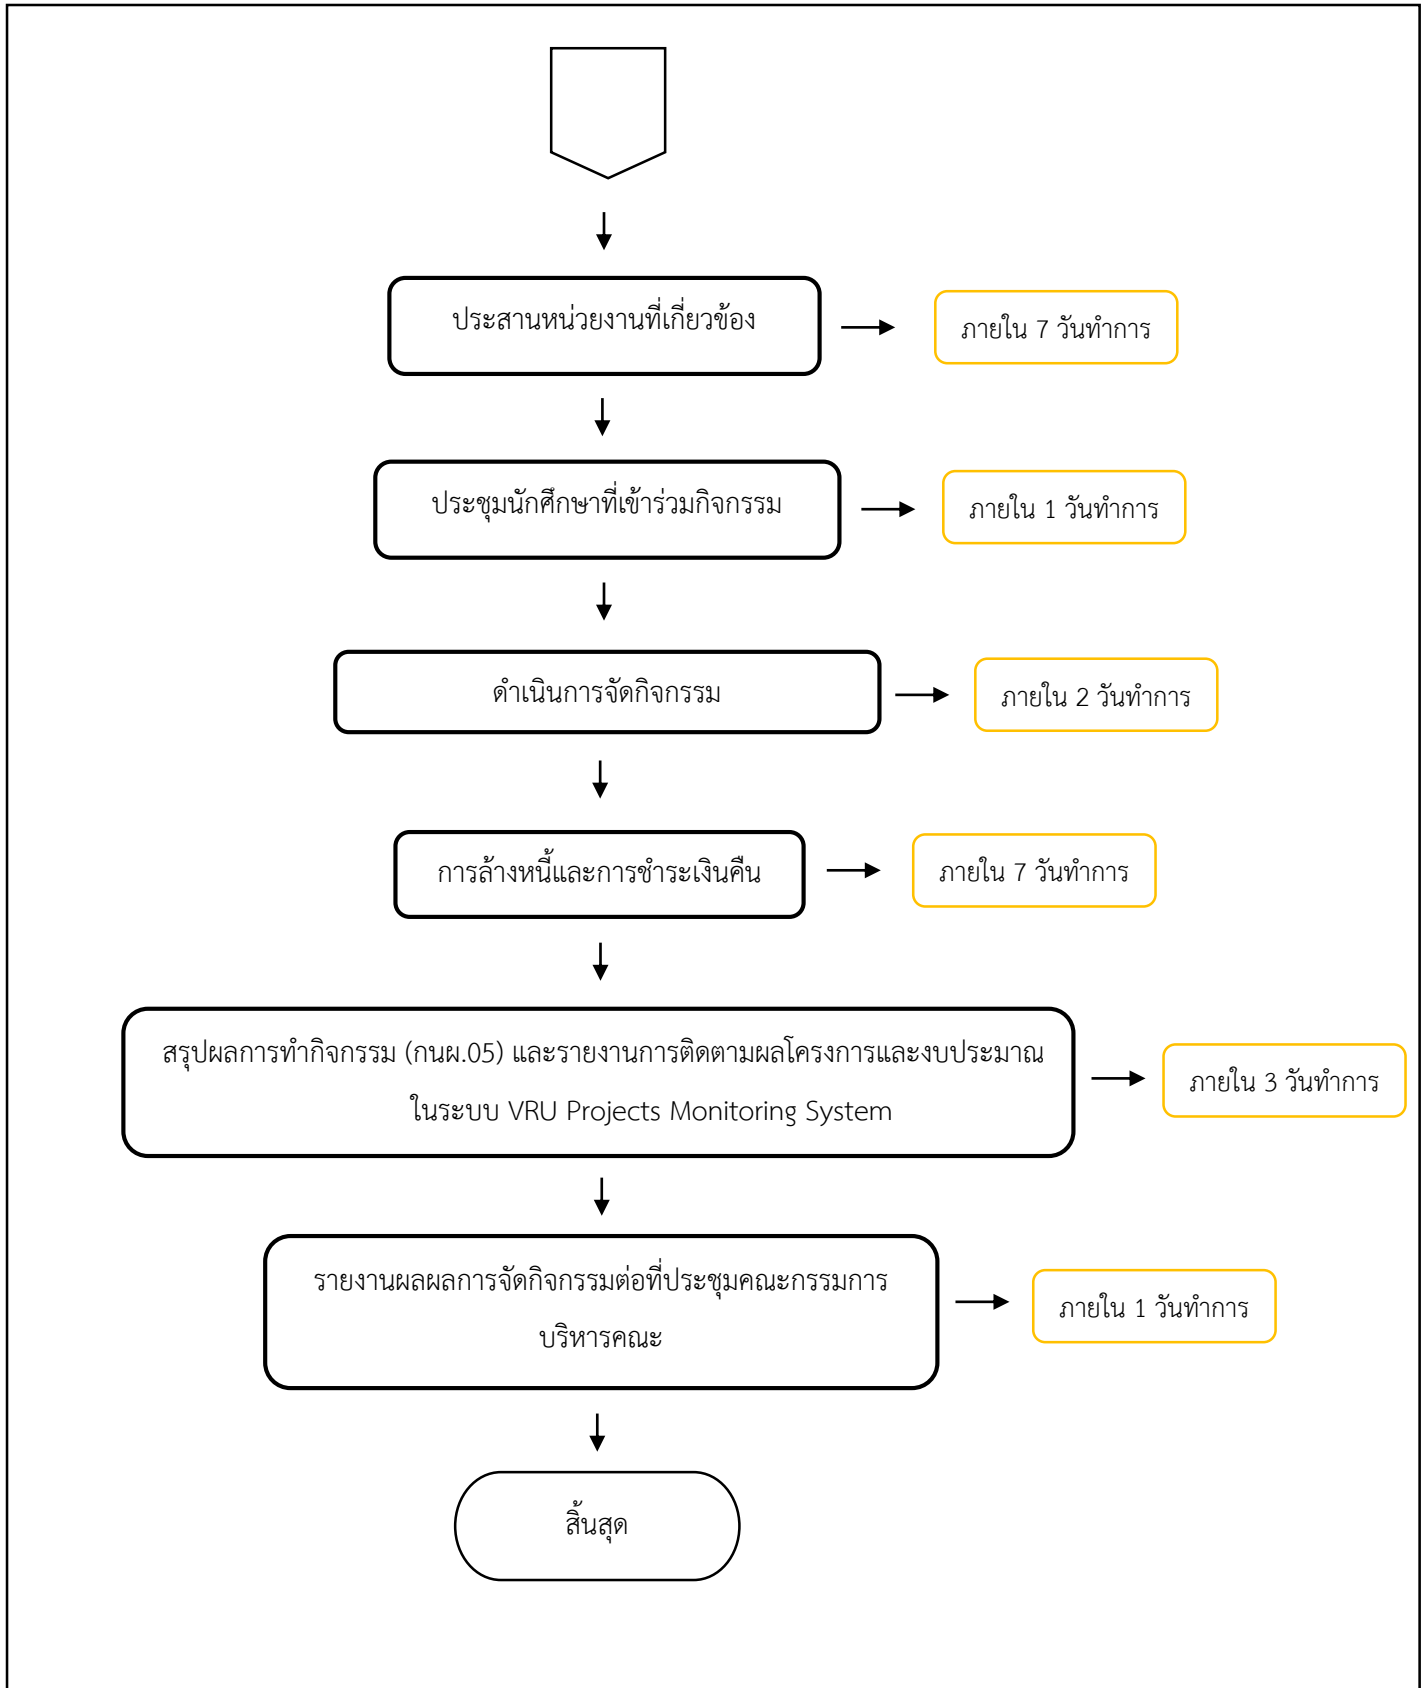 ประสานหน่วยงานที่เกี่ยวข้อง
ภายใน 7 วันทำการ
ประชุมนักศึกษาที่เข้าร่วมกิจกรรม
ภายใน 1 วันทำการ
ดำเนินการจัดกิจกรรม
ภายใน 2 วันทำการ
การล้างหนี้และการชำระเงินคืน
ภายใน 7 วันทำการ
สรุปผลการทำกิจกรรม (กนผ.05) และรายงานการติดตามผลโครงการและงบประมาณ
ในระบบ VRU Projects Monitoring System
ภายใน 3 วันทำการ
รายงานผลผลการจัดกิจกรรมต่อที่ประชุมคณะกรรมการ
บริหารคณะ
ภายใน 1 วันทำการ
สิ้นสุด